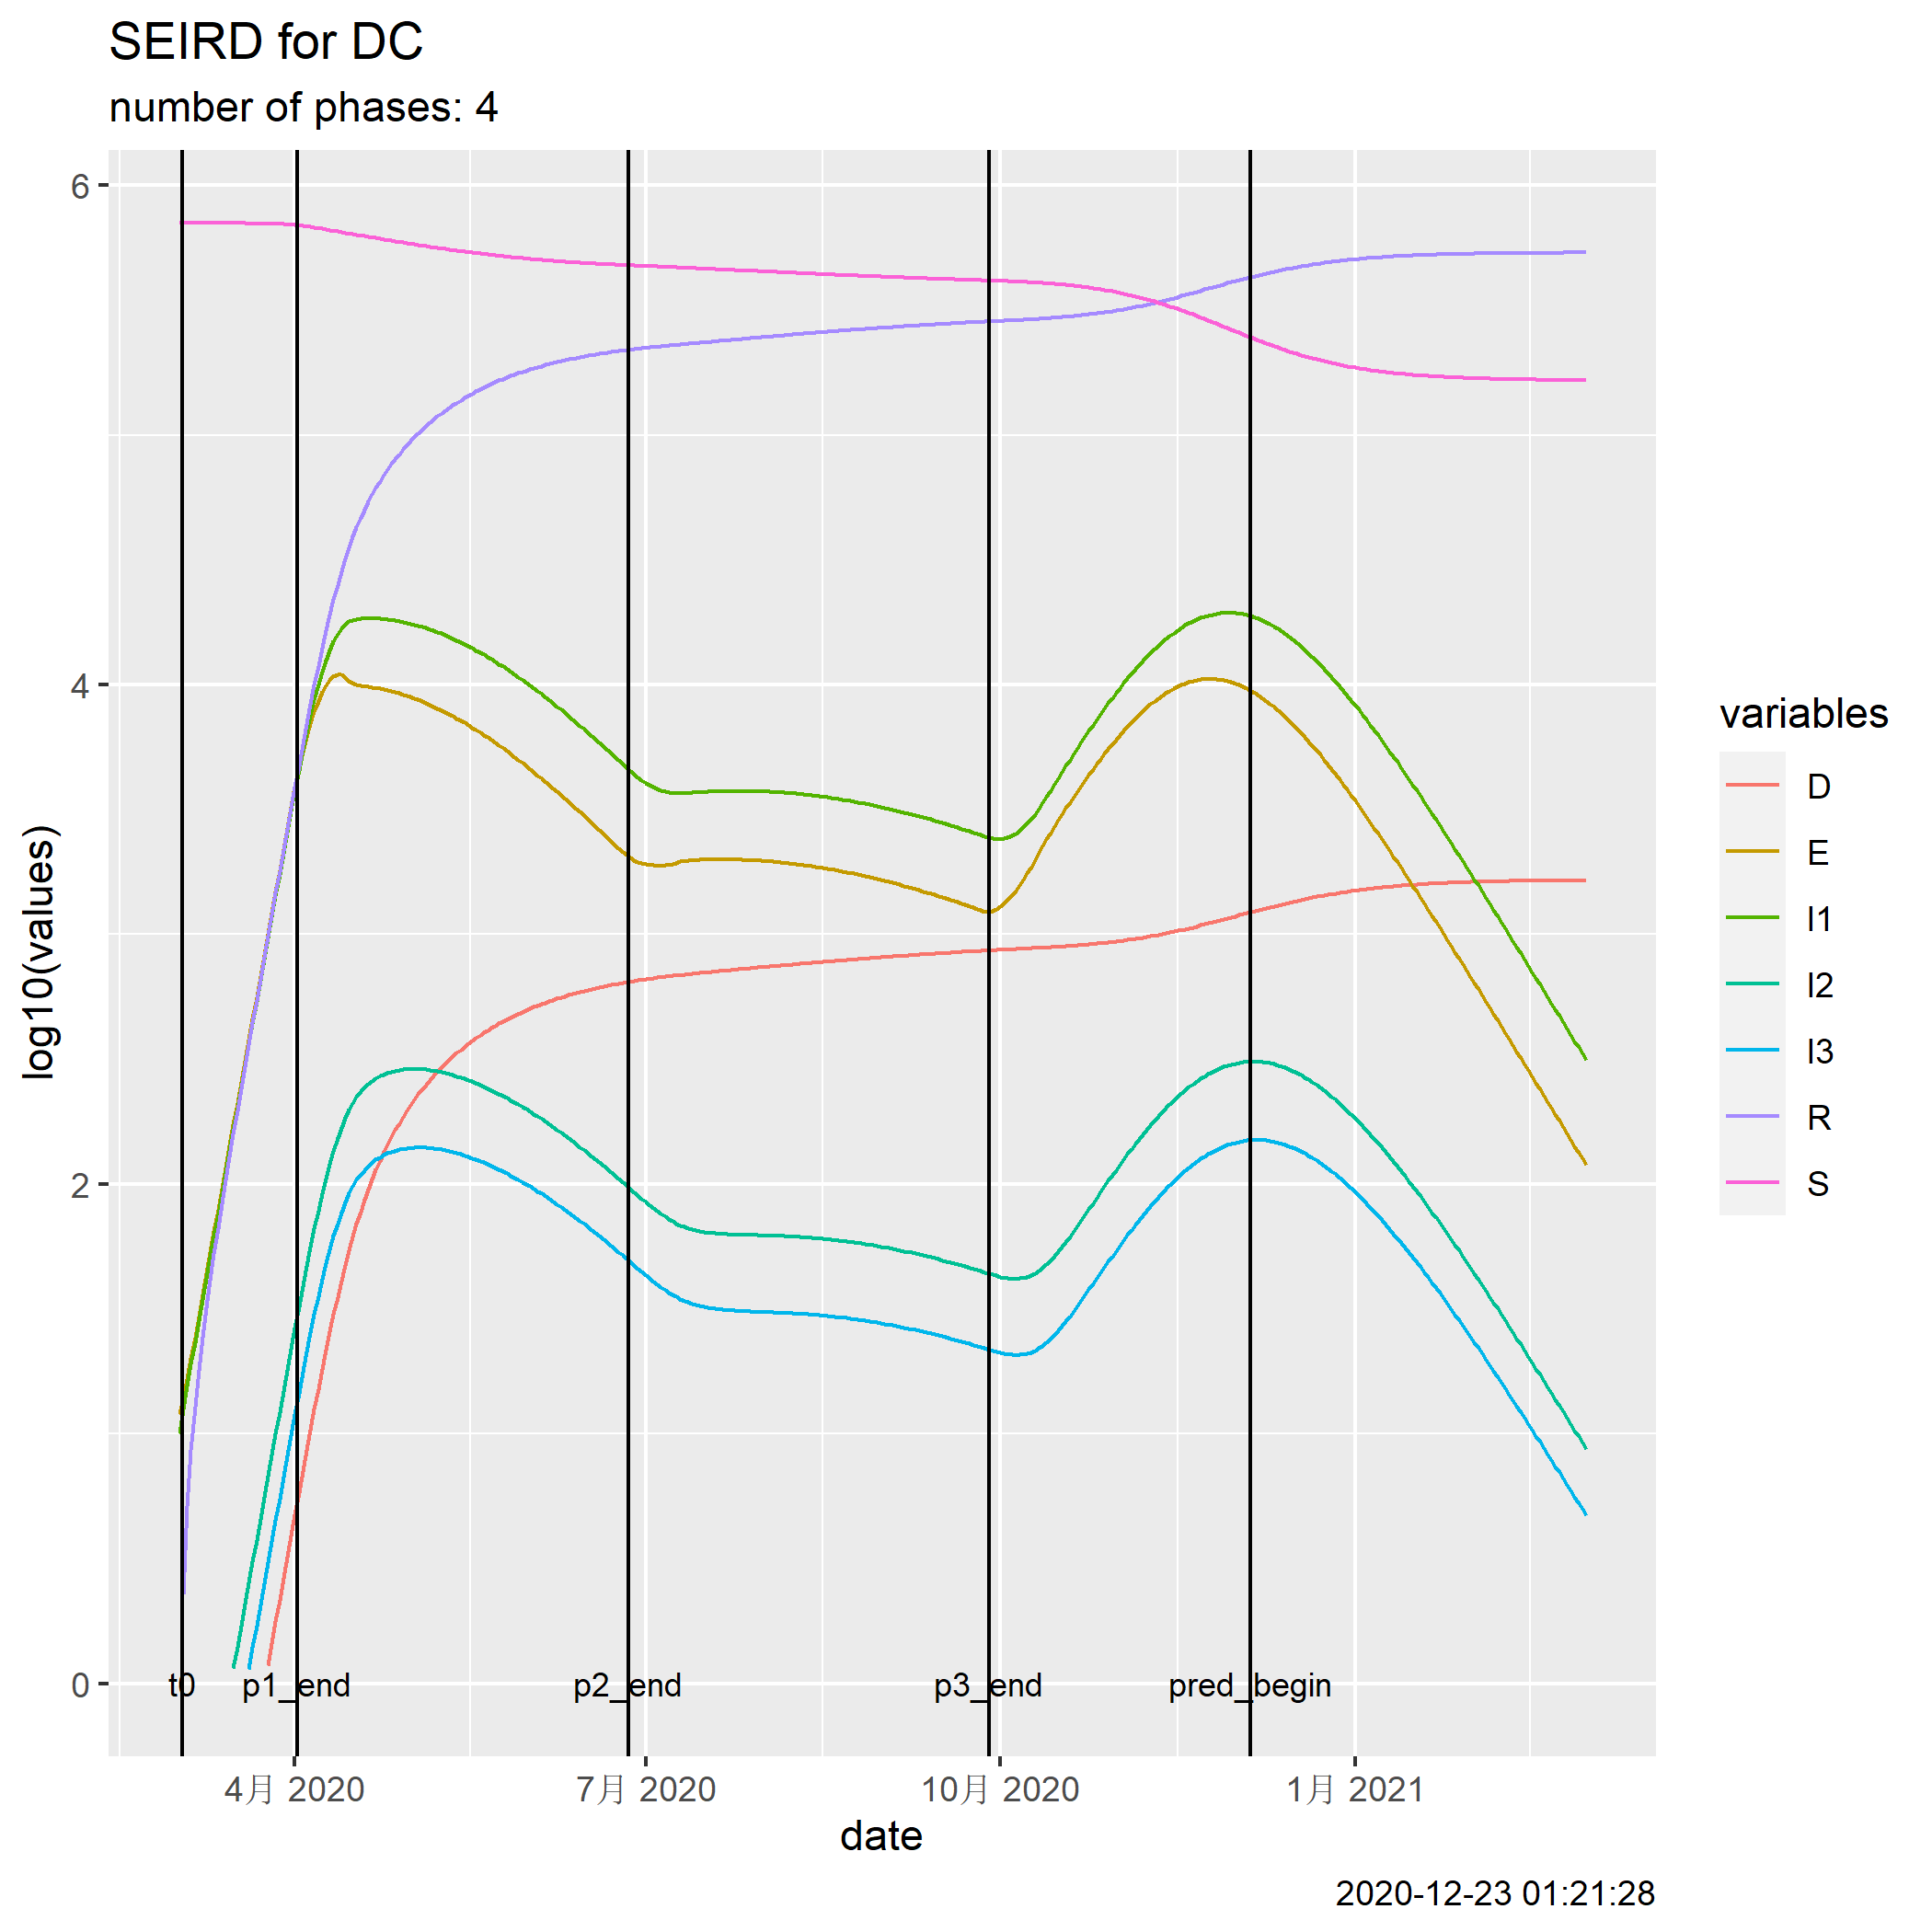 SEIRD for DC
number of phases: 4
log10(values)
6
4
2
0
t0
p1_end
p2_end
p3_end
pred_begin
4月 2020
7月 2020
10月 2020
1月 2021
date
variables
D
E
I1
I2
I3
R
S
2020-12-23 01:21:28